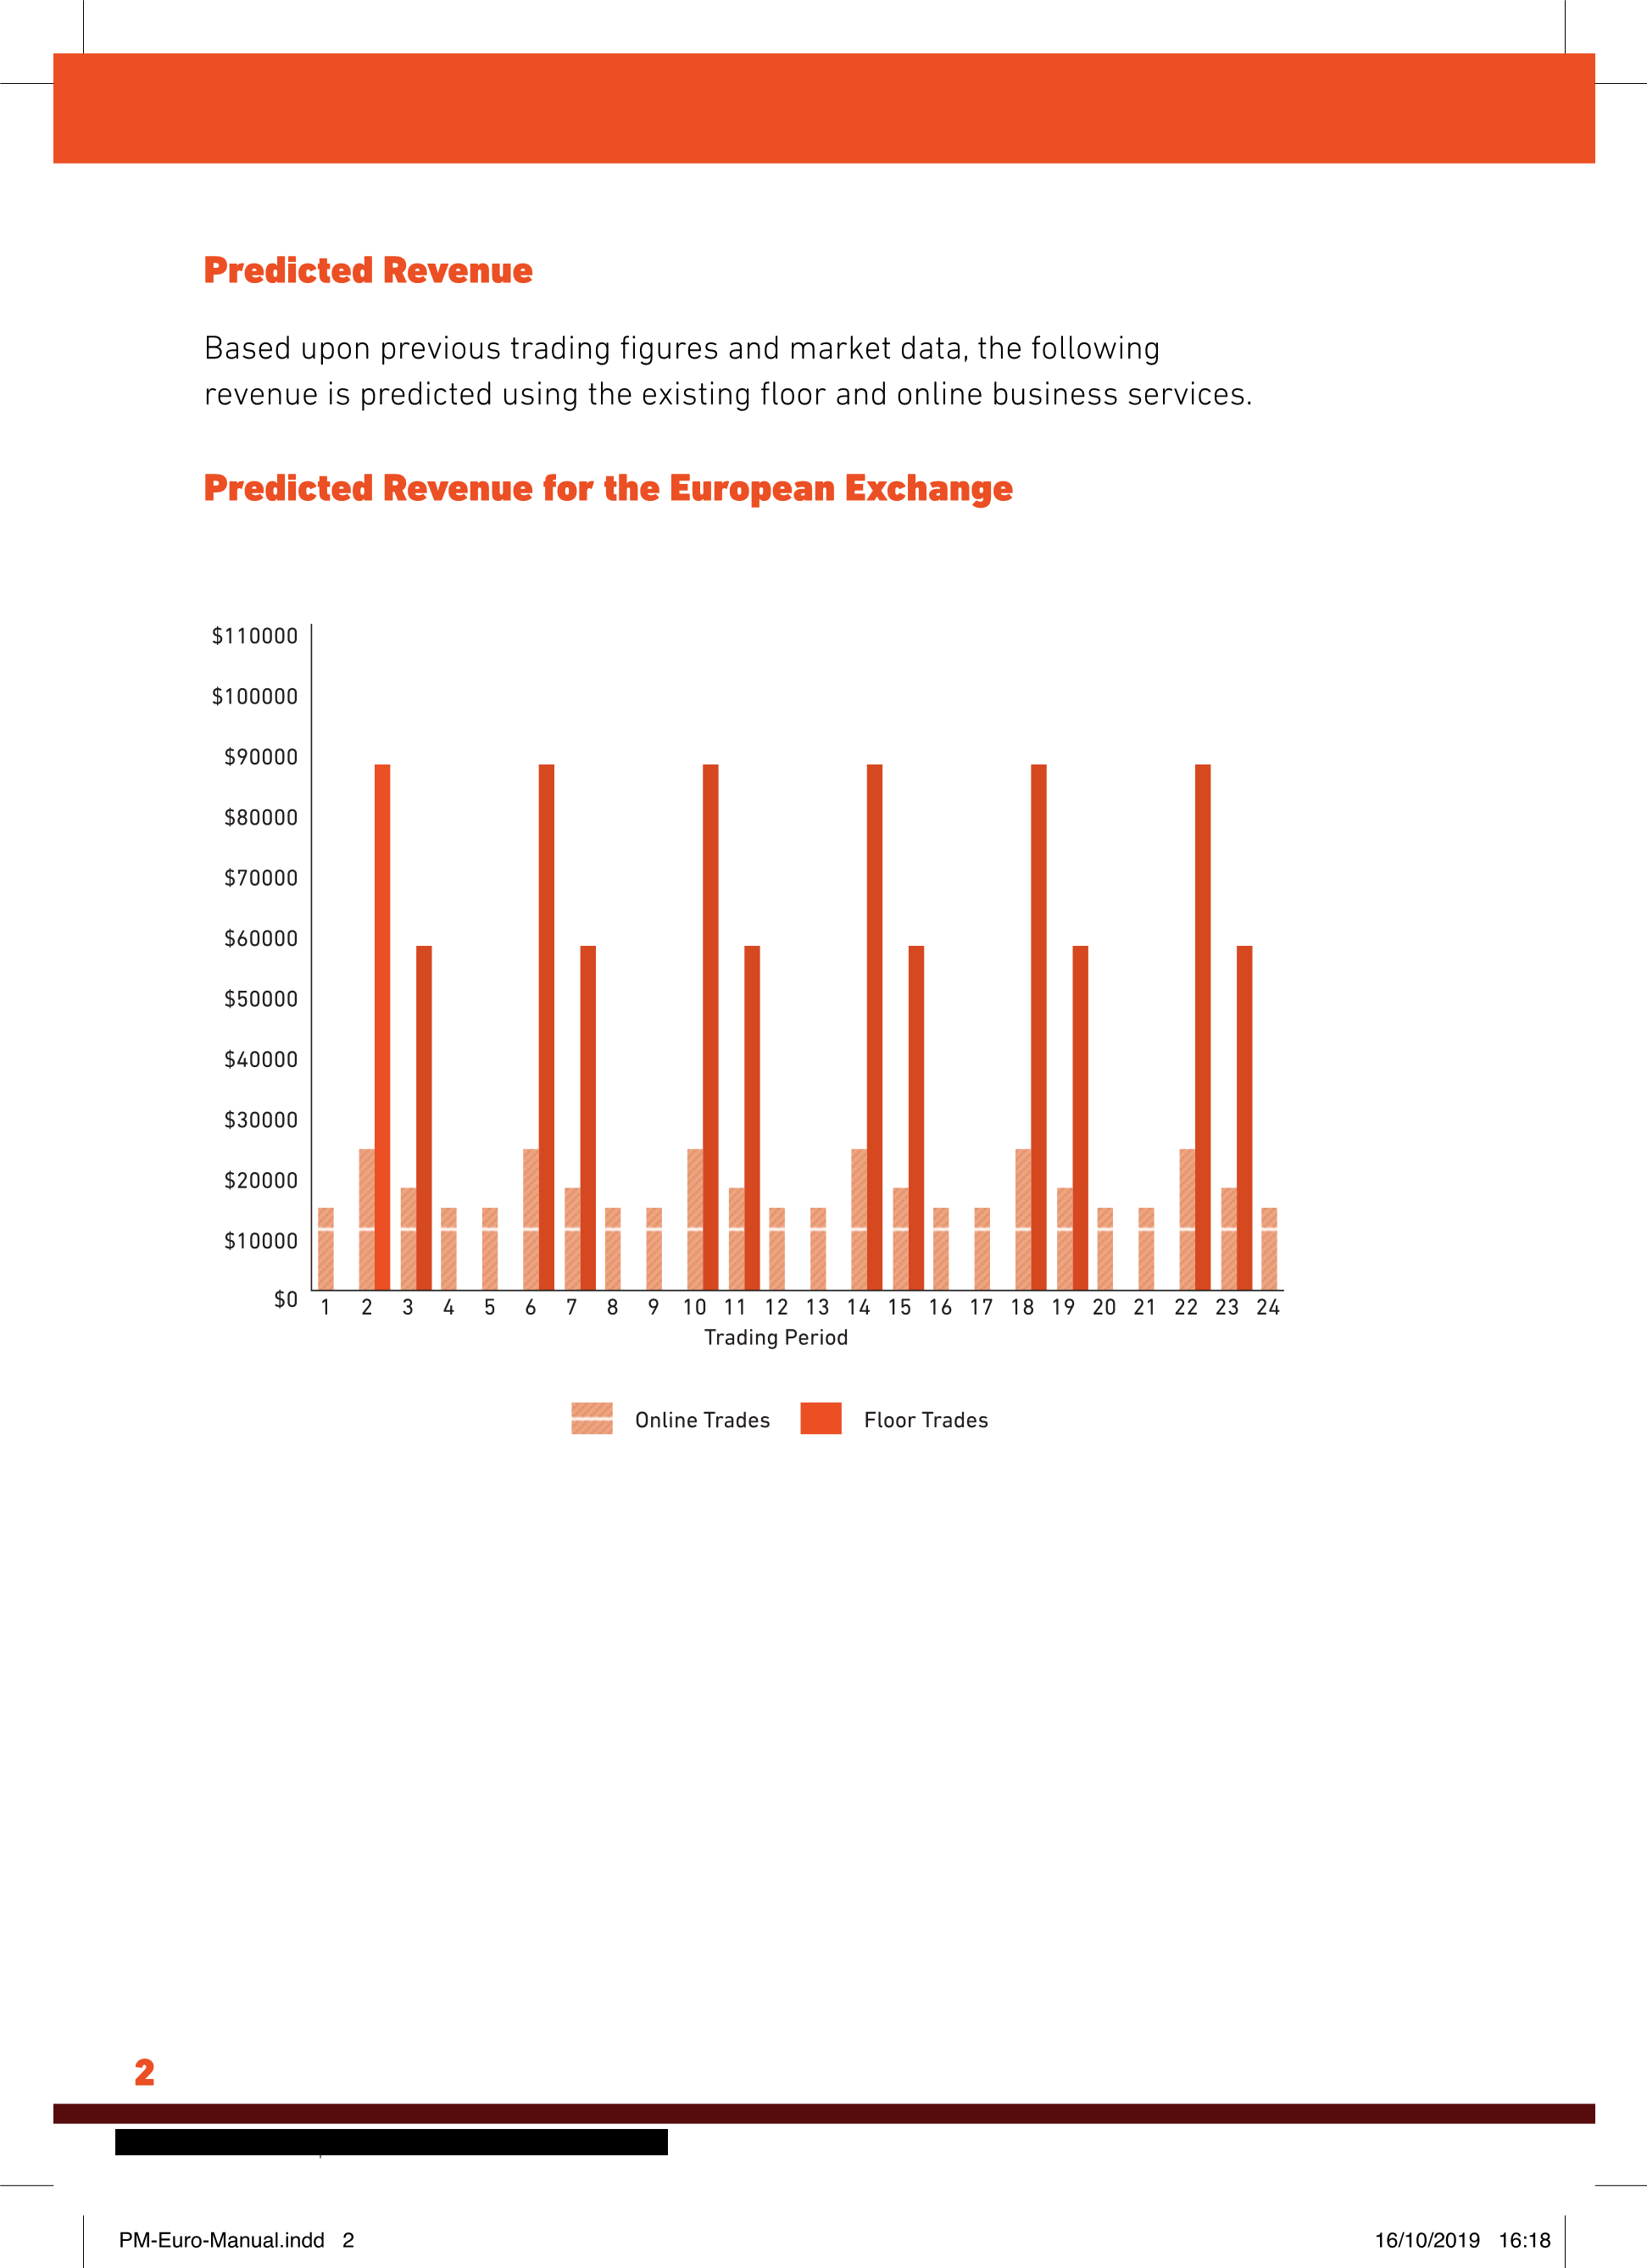 Predicted Revenue
Based upon previous trading figures and market data, the following
revenue is predicted using the existing floor and online business services.
Predicted Revenue for the European Exchange
$110000
$100000
$90000
$80000
$70000
$60000
$50000
$40000
$30000
$20000
$10000
$0
1 2 3 4 5 6 7 8 9 10 11 12 13 14 15 16 17 18 19 20 21 22 23 24
Trading Period
Online Trades Floor Trades
2
PM-Euro-Manual.indd 2 16/10/2019 16:18